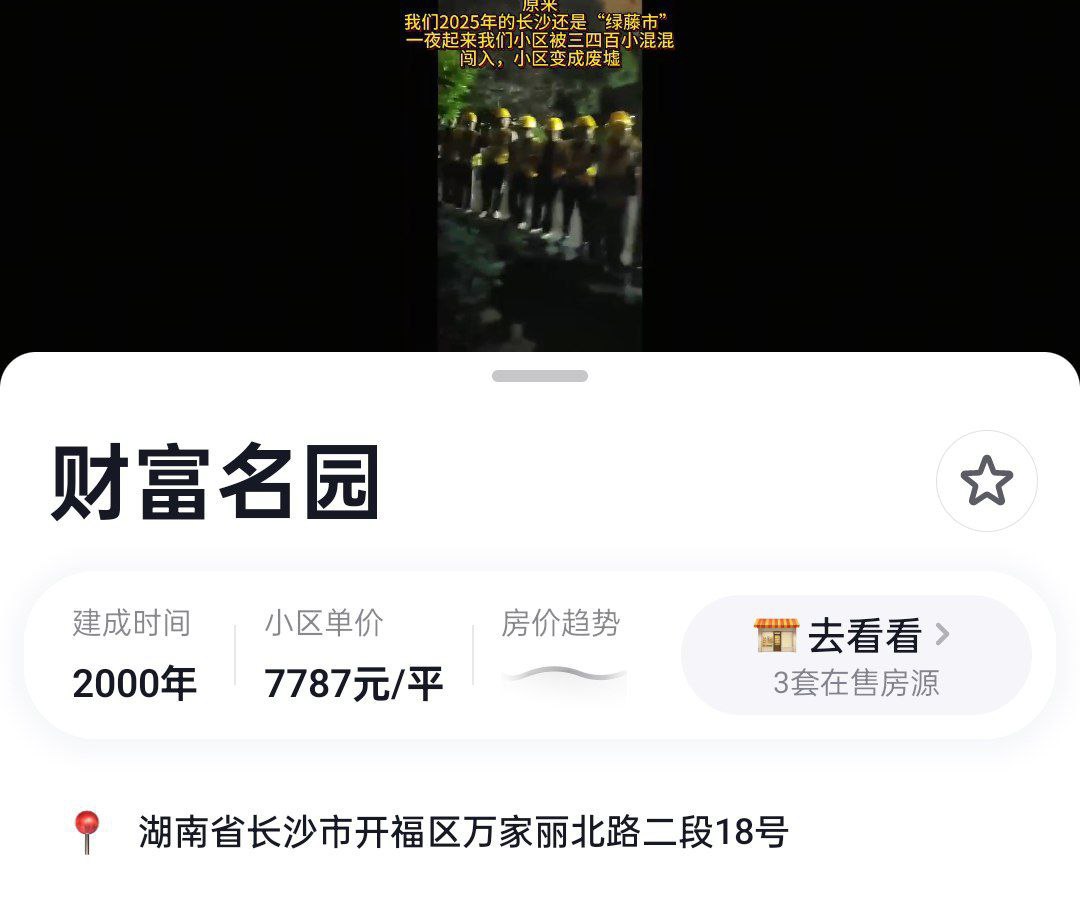 原来
我们2025年的长沙还是“绿藤市”
一夜起来我们小区被三四百小混混
闯入，小区变成废墟
财富名园
建成时间
2000年
小区单价
7787元/平
房价趋势
去看看
3套在售房源
湖南省长沙市开福区万家丽北路二段18号